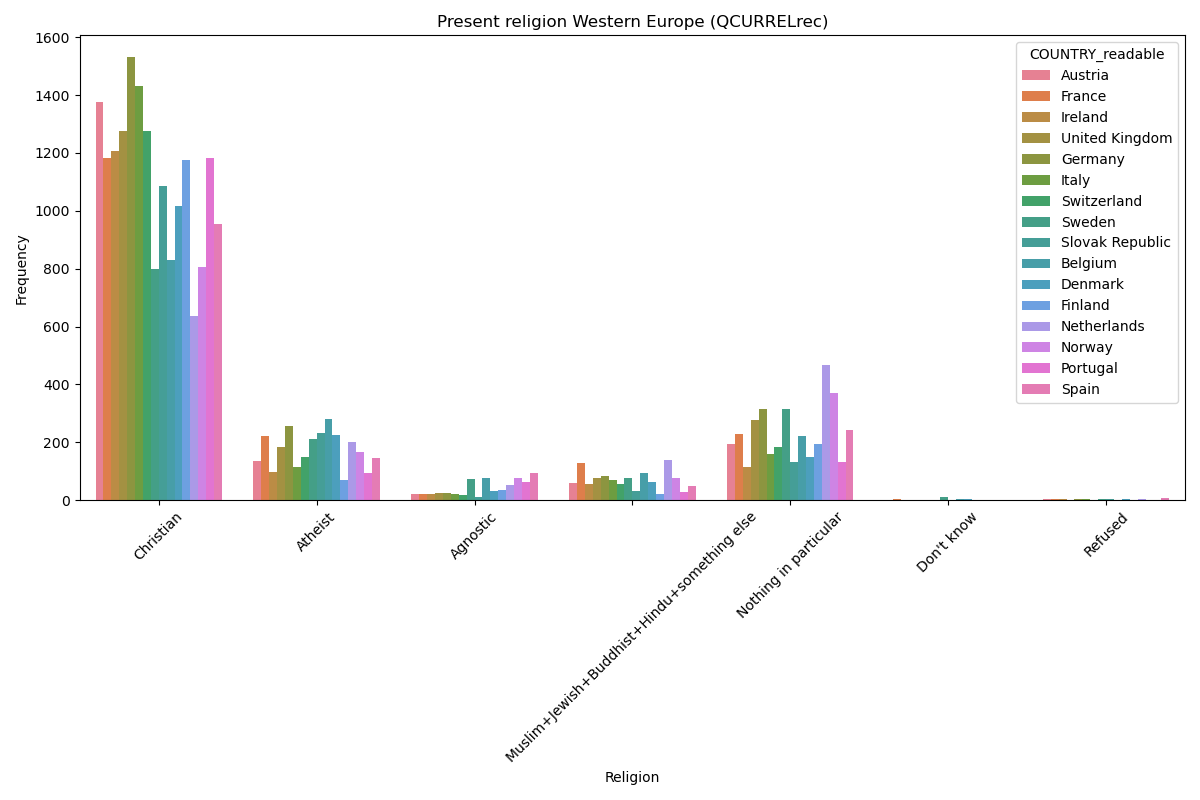 Present religion Western Europe (QCURRELrec)
Frequency
1600
1400
1200
1000
800
600
400
200
0
COUNTRY_readable
Austria
France
Ireland
United Kingdom
Germany
Italy
Switzerland
Sweden
Slovak Republic
Belgium
Denmark
Finland
Netherlands
Norway
Portugal
Spain
Christian
Atheist
Agnostic
Muslim+Jewish+Buddhist+Hindu+something else
Nothing in particular
Don't know
Refused
Religion